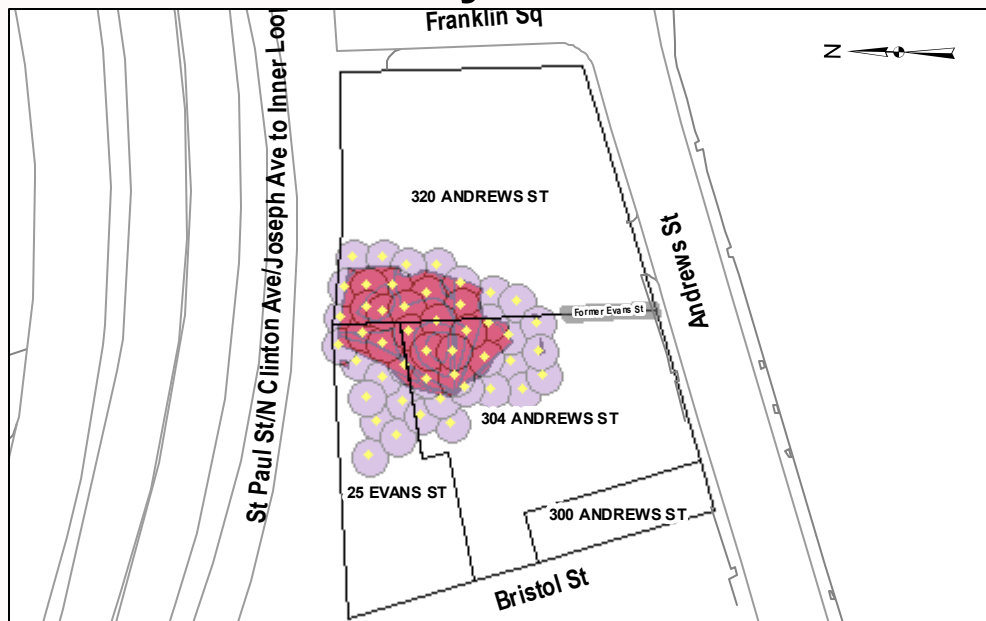 Franklin Sq
N
St Paul St/N Clinton Ave/Joseph Ave to Inner Loop
320 ANDREWS ST
Andrews St
Former Evans St
304 ANDREWS ST
25 EVANS ST
300 ANDREWS ST
Bristol St